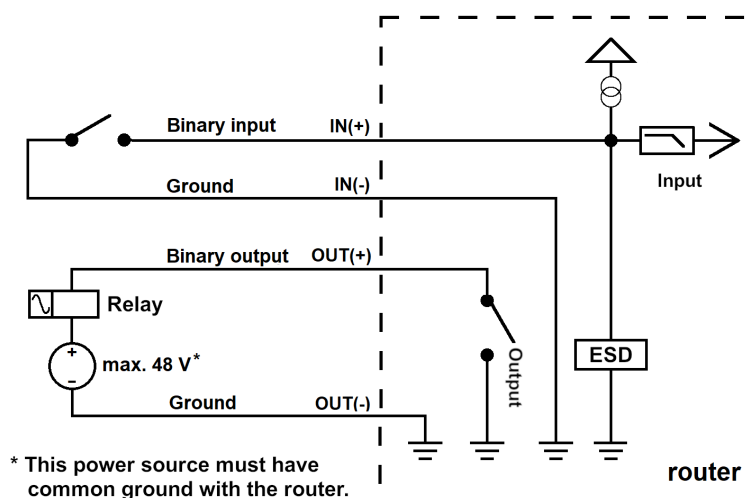 Binary input IN(+)
Input
Ground IN(-)
Binary output OUT(+)
Relay
+
max. 48 V*
−
Output
ESD
Ground OUT(-)
* This power source must have
common ground with the router.
router